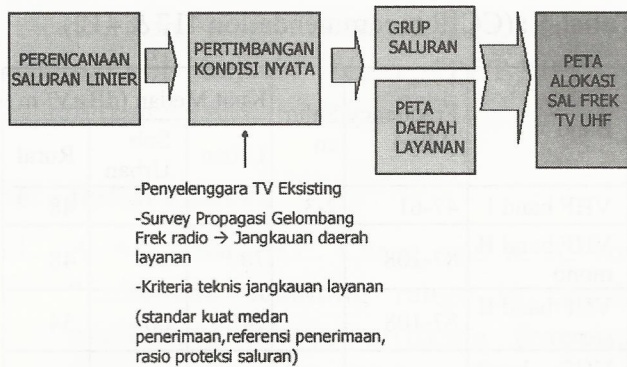 PERENCANAAN
SALURAN LINIER
PERTIMBANGAN
KONDISI NYATA
GRUP
SALURAN
PETA
DAERAH
LAYANAN
PETA
ALOKASI
SAL FREK
TV UHF
-Penyelenggara TV Eksisting
-Survey Propagasi Gelombang
Frek radio → Jangkauan daerah
layanan
-Kriteria teknis jangkauan layanan
(standar kuat medan
penerimaan,referensi penerimaan,
rasio proteksi saluran)